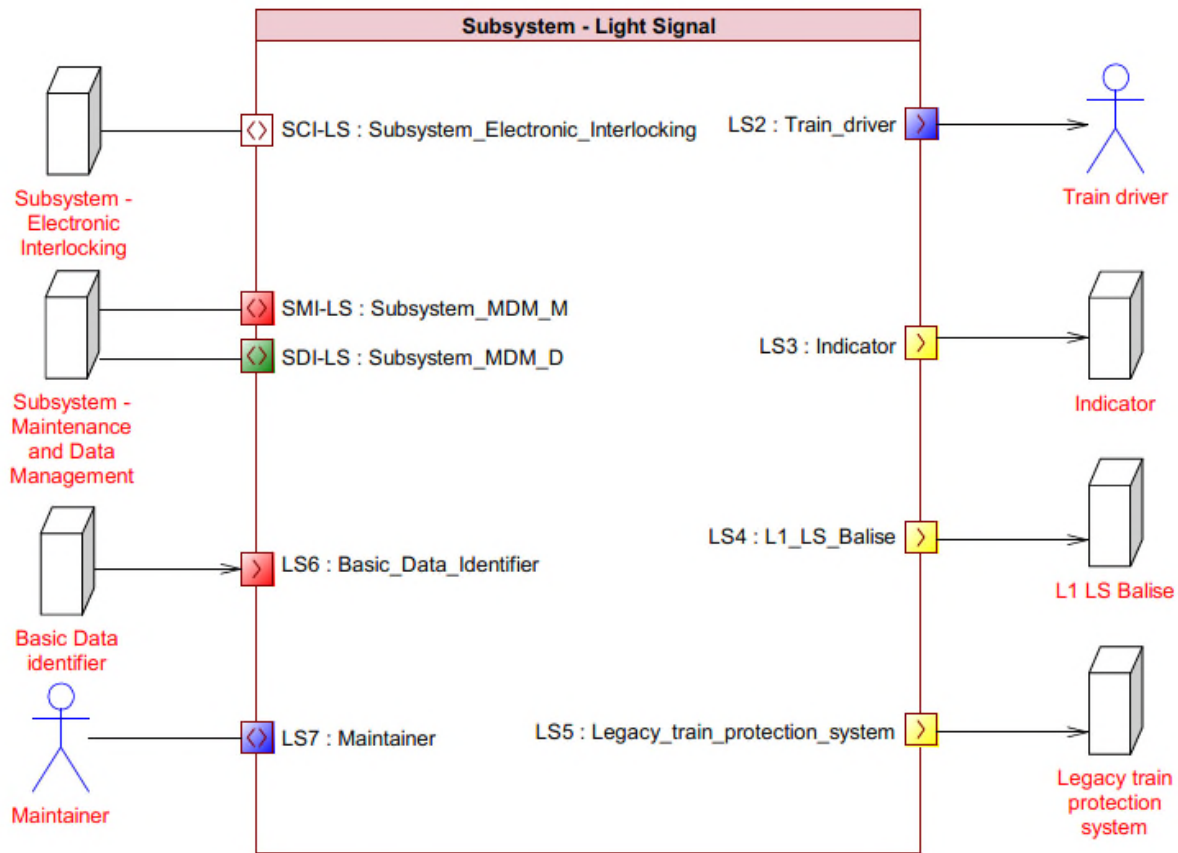 Subsystem - Light Signal
SCI-LS : Subsystem_Electronic_Interlocking
LS2 : Train_driver
Subsystem -
Electronic
Interlocking
Train driver
SMI-LS : Subsystem_MDM_M
SDI-LS : Subsystem_MDM_D
LS3 : Indicator
Subsystem -
Maintenance
and Data
Management
Indicator
LS6 : Basic_Data_Identifier
LS4 : L1_LS_Balise
Basic Data
identifier
L1 LS Balise
LS7 : Maintainer
LS5 : Legacy_train_protection_system
Maintainer
Legacy train
protection
system